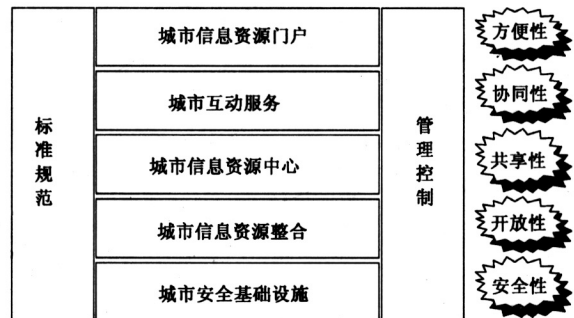 标准规范
城市信息资源门户
城市互动服务
城市信息资源中心
城市信息资源整合
城市安全基础设施
管理控制
方便性
协同性
共享性
开放性
安全性